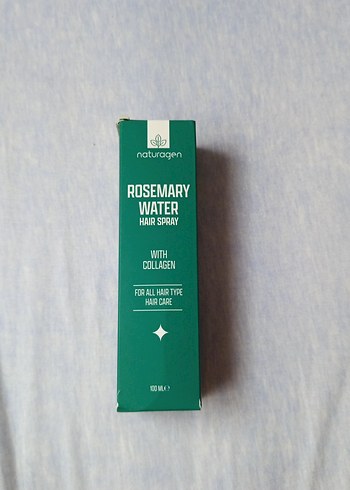 naturagen
ROSEMARY
WATER
HAIR SPRAY
WITH
COLLAGEN
FOR ALL HAIR TYPE
HAIR CARE
100 ML